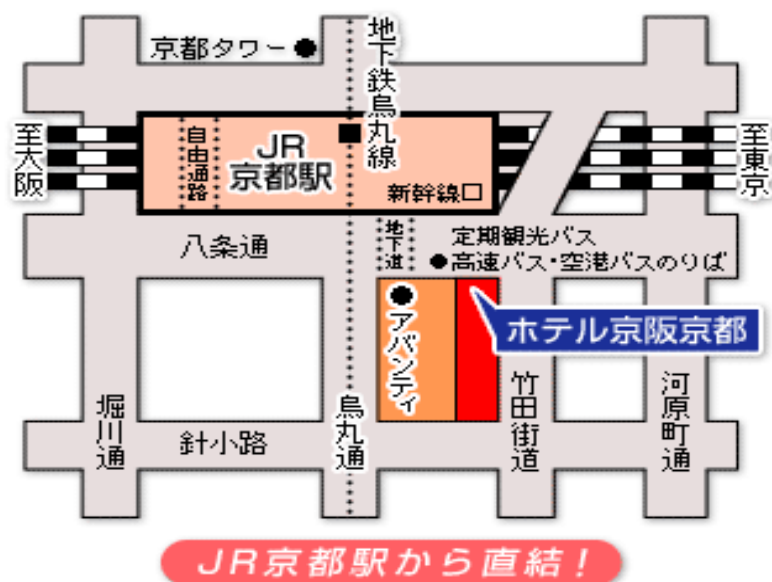 京都タワー●
地下鉄烏丸線
至大阪
自由通路
JR
京都駅
新幹線口
至東京
八条通
地下道
定期観光バス
●高速バス・空港バスのりば
アバンティ
ホテル京阪京都
堀川通
針小路
烏丸通
竹田街道
河原町通
JR京都駅から直結！